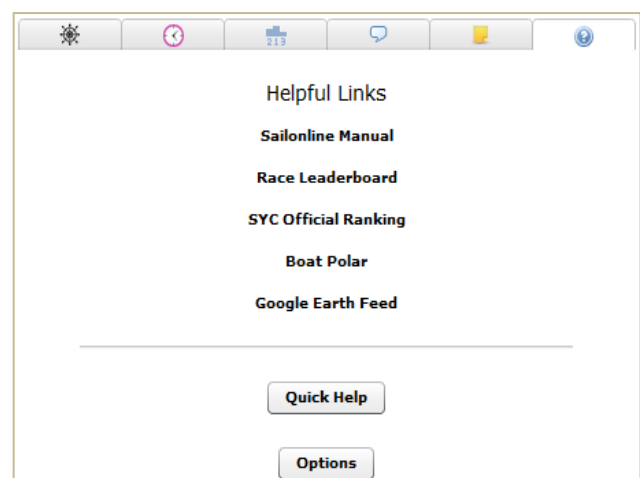 213
Helpful Links
Sailonline Manual
Race Leaderboard
SYC Official Ranking
Boat Polar
Google Earth Feed
Quick Help
Options